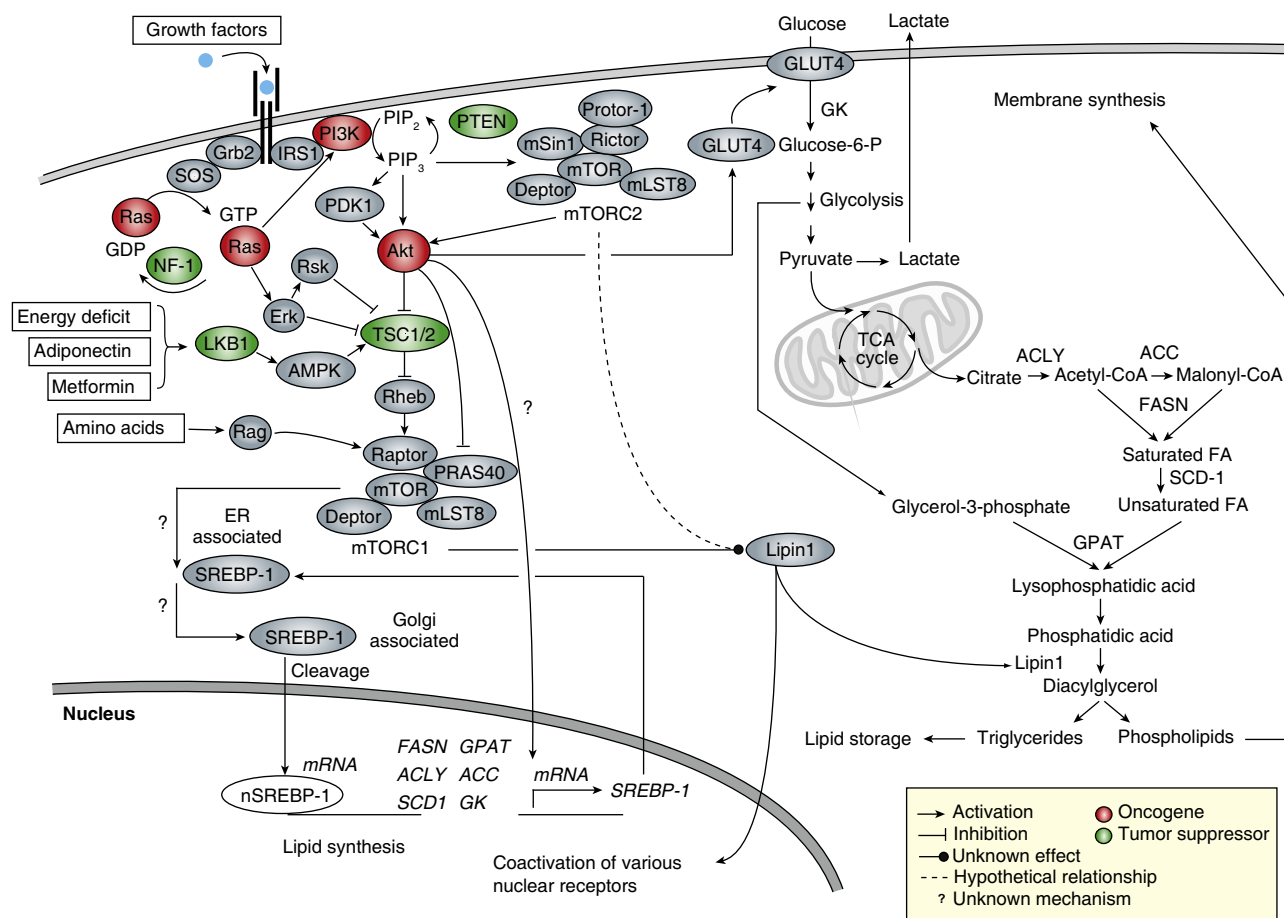 Growth factors
Glucose
Lactate
GLUT4
GK
Membrane synthesis
PI3K
PIP2
PTEN
Protor-1
mSin1
Rictor
GLUT4
Glucose-6-P
Grb2
IRS1
PIP3
mTOR
SOS
Deptor
mLST8
PDK1
mTORC2
Glycolysis
Ras
GTP
GDP
Ras
Akt
NF-1
Rsk
Pyruvate
Lactate
Energy deficit
Erk
LKB1
TSC1/2
Adiponectin
AMPK
TCA
cycle
ACLY
ACC
Metformin
Citrate
Acetyl-CoA
Malonyl-CoA
Rheb
?
FASN
Amino acids
Rag
Raptor
Saturated FA
PRAS40
SCD-1
mTOR
Glycerol-3-phosphate
Unsaturated FA
Deptor
mLST8
?
ER
associated
mTORC1
Lipin1
GPAT
SREBP-1
Lysophosphatidic acid
?
SREBP-1
Golgi
associated
Phosphatidic acid
Cleavage
Lipin1
Diacylglycerol
Nucleus
FASN GPAT
Lipid storage
Triglycerides
Phospholipids
mRNA
ACLY ACC
mRNA
nSREBP-1
SCD1 GK
SREBP-1
Lipid synthesis
Coactivation of various
nuclear receptors
Activation
Oncogene
Inhibition
Tumor suppressor
Unknown effect
Hypothetical relationship
? Unknown mechanism